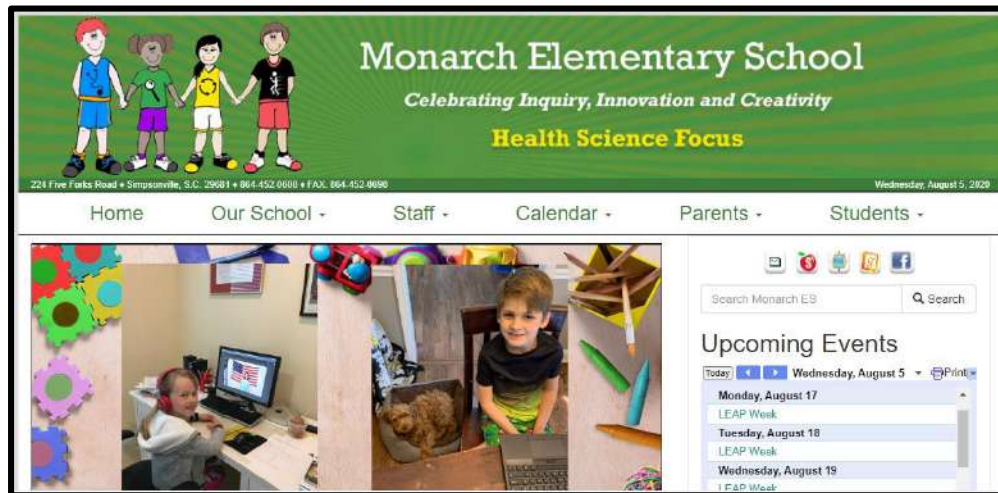 Monarch Elementary School
Celebrating Inquiry, Innovation and Creativity
Health Science Focus
224 Five Forks Road • Simpsonville, S.C. 29681 • 864-452-0600 • FAX. 864-452-0690
Wednesday, August 5, 2020
Home Our School Staff Calendar Parents Students
Search Monarch ES Search
Upcoming Events
Today Wednesday, August 5 Print
Monday, August 17
LEAP Week
Tuesday, August 18
LEAP Week
Wednesday, August 19
LEAP Week